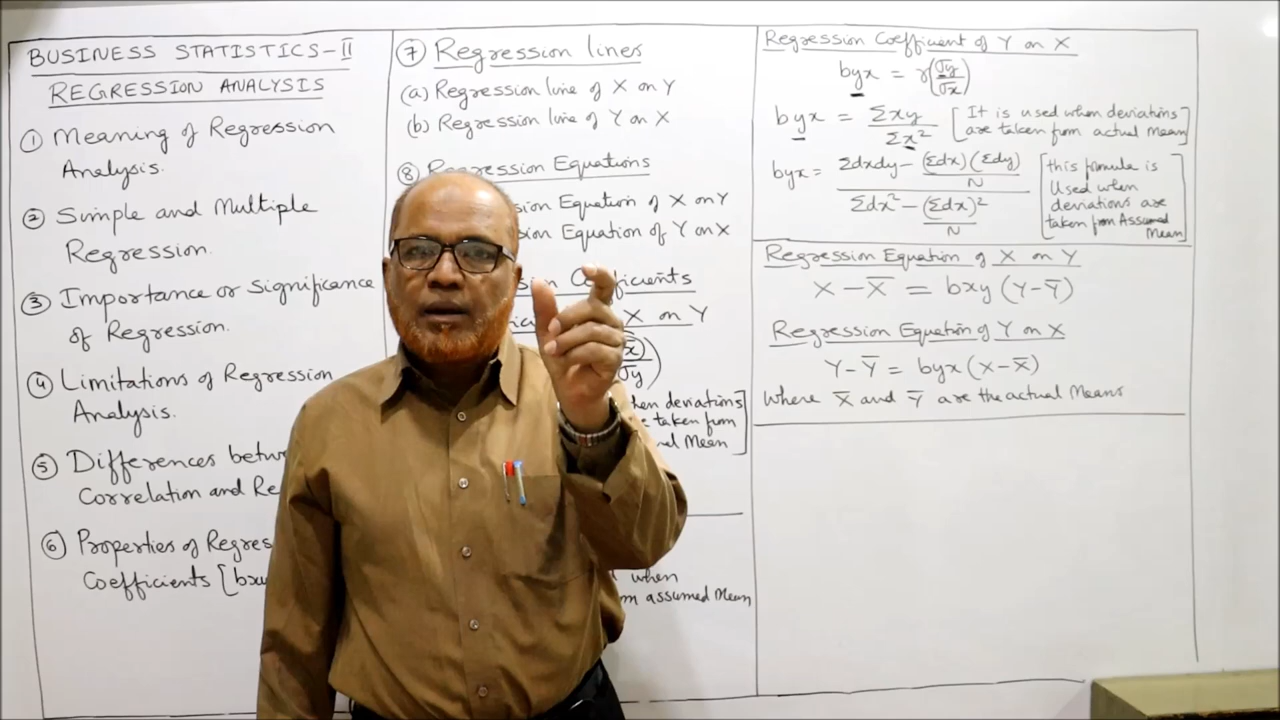 BUSINESS STATISTICS-II
REGRESSION ANALYSIS
① Meaning of Regression
Analysis.
② Simple and Multiple
Regression.
③ Importance or Significance
of Regression.
④ Limitations of Regression
Analysis.
⑤ Differences betw
Correlation and Re
⑥ Properties of Regres
Coefficients [bxy
⑦ Regression lines
(a) Regression line of X on Y
(b) Regression line of Y on X
⑧ Regression Equations
sion Equation of X on Y
sion Equation of Y on X
sion Coefficients
X on Y
x)
σy)
hen deviations
e taken from
al Mean]
when
om assumed Mean
Regression Coefficient of Y on X
byx = r(σy/σx)
byx = Σxy/Σx² [It is used when deviations
are taken from actual Mean]
byx = (Σdxdy − (Σdx)(Σdy)/N) / (Σdx² − (Σdx)²/N) [this formula is
Used when
deviations are
taken from Assumed
Mean]
Regression Equation of X on Y
X − X̅ = bxy (Y − Y̅)
Regression Equation of Y on X
Y − Y̅ = byx (X − X̅)
Where X̅ and Y̅ are the actual Means